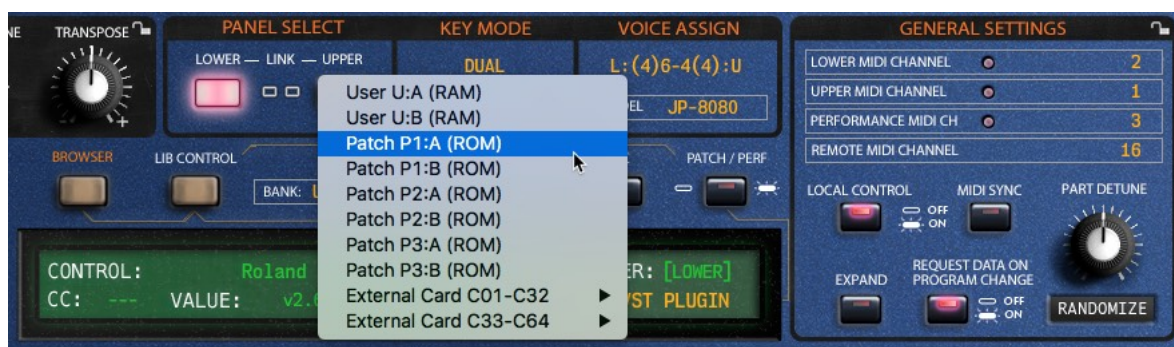 NE
TRANSPOSE
- +
PANEL SELECT
LOWER — LINK — UPPER
KEY MODE
DUAL
VOICE ASSIGN
L:(4)6-4(4):U
EL JP-8080
BROWSER
LIB CONTROL
BANK: U
PATCH / PERF
User U:A (RAM)
User U:B (RAM)
Patch P1:A (ROM)
Patch P1:B (ROM)
Patch P2:A (ROM)
Patch P2:B (ROM)
Patch P3:A (ROM)
Patch P3:B (ROM)
External Card C01-C32
External Card C33-C64
CONTROL: Roland
ER: [LOWER]
CC: --- VALUE: v2.
ST PLUGIN
GENERAL SETTINGS
LOWER MIDI CHANNEL 2
UPPER MIDI CHANNEL 1
PERFORMANCE MIDI CH 3
REMOTE MIDI CHANNEL 16
LOCAL CONTROL
OFF
ON
MIDI SYNC
PART DETUNE
EXPAND
REQUEST DATA ON
PROGRAM CHANGE
OFF
ON
RANDOMIZE